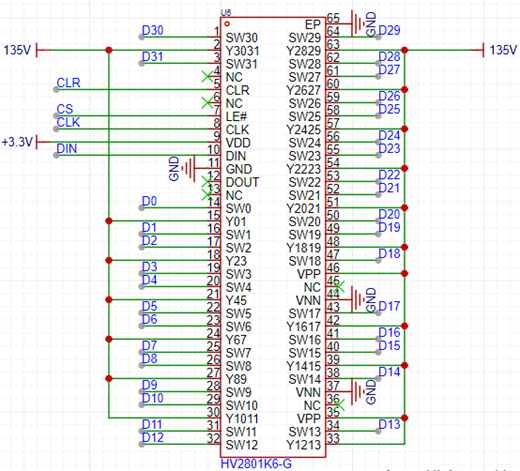 U6
D30 1 SW30 EP 65 GND
135V 2 Y3031 SW29 64 D29
D31 3 SW31 Y2829 63 135V
4 NC SW28 62 D28
CLR 5 CLR SW27 61 D27
6 NC Y2627 60
CS 7 LE# SW26 59 D26
CLK 8 CLK SW25 58 D25
+3.3V 9 VDD Y2425 57
DIN 10 DIN SW24 56 D24
GND 11 GND SW23 55 D23
12 DOUT Y2223 54
13 NC SW22 53 D22
D0 14 SW0 SW21 52 D21
15 Y01 Y2021 51
D1 16 SW1 SW20 50 D20
D2 17 SW2 SW19 49 D19
18 Y23 Y1819 48
D3 19 SW3 SW18 47 D18
D4 20 SW4 VPP 46
21 Y45 NC 45
D5 22 SW5 VNN 44 GND
D6 23 SW6 SW17 43 D17
24 Y67 Y1617 42
D7 25 SW7 SW16 41 D16
D8 26 SW8 SW15 40 D15
27 Y89 Y1415 39
D9 28 SW9 SW14 38 D14
D10 29 SW10 VNN 37 GND
30 Y1011 NC 36
D11 31 SW11 VPP 35
D12 32 SW12 SW13 34 D13
Y1213 33
HV2801K6-G